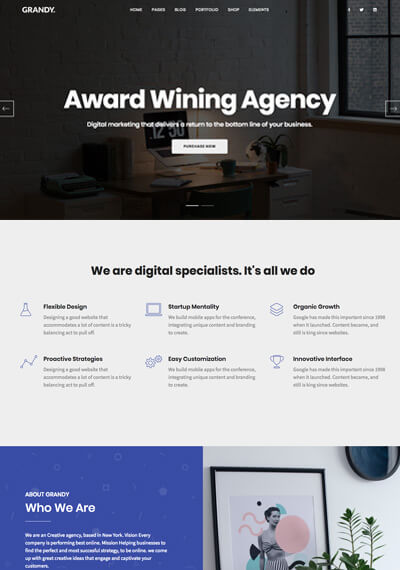 GRANDY.
HOME PAGES BLOG PORTFOLIO SHOP ELEMENTS
Award Wining Agency
Digital marketing that delivers a return to the bottom line of your business.
PURCHASE NOW
We are digital specialists. It's all we do
Flexible Design
Designing a good website that
accommodates a lot of content is a tricky
balancing act to pull off.
Startup Mentality
We build mobile apps for the conference,
integrating unique content and branding
to create.
Organic Growth
Google has made this important since 1998
when it launched. Content became, and
still is king since websites.
Proactive Strategies
Designing a good website that
accommodates a lot of content is a tricky
balancing act to pull off.
Easy Customization
We build mobile apps for the conference,
integrating unique content and branding
to create.
Innovative Interface
Google has made this important since 1998
when it launched. Content became, and
still is king since websites.
ABOUT GRANDY
Who We Are
We are an Creative agency, based in New York. Vision Every
company is performing best online. Mission Helping businesses to
find the perfect and most succesful strategy, to be online. we come
up with great creative ideas that engage and captivate your
customers.